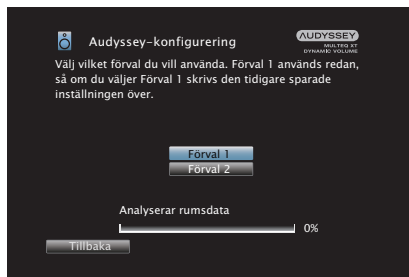 Audyssey-konfigurering
AUDYSSEY
MULTEQ XT
DYNAMIC VOLUME
Välj vilket förval du vill använda. Förval 1 används redan,
så om du väljer Förval 1 skrivs den tidigare sparade
inställningen över.
Förval 1
Förval 2
Analyserar rumsdata
0%
Tillbaka